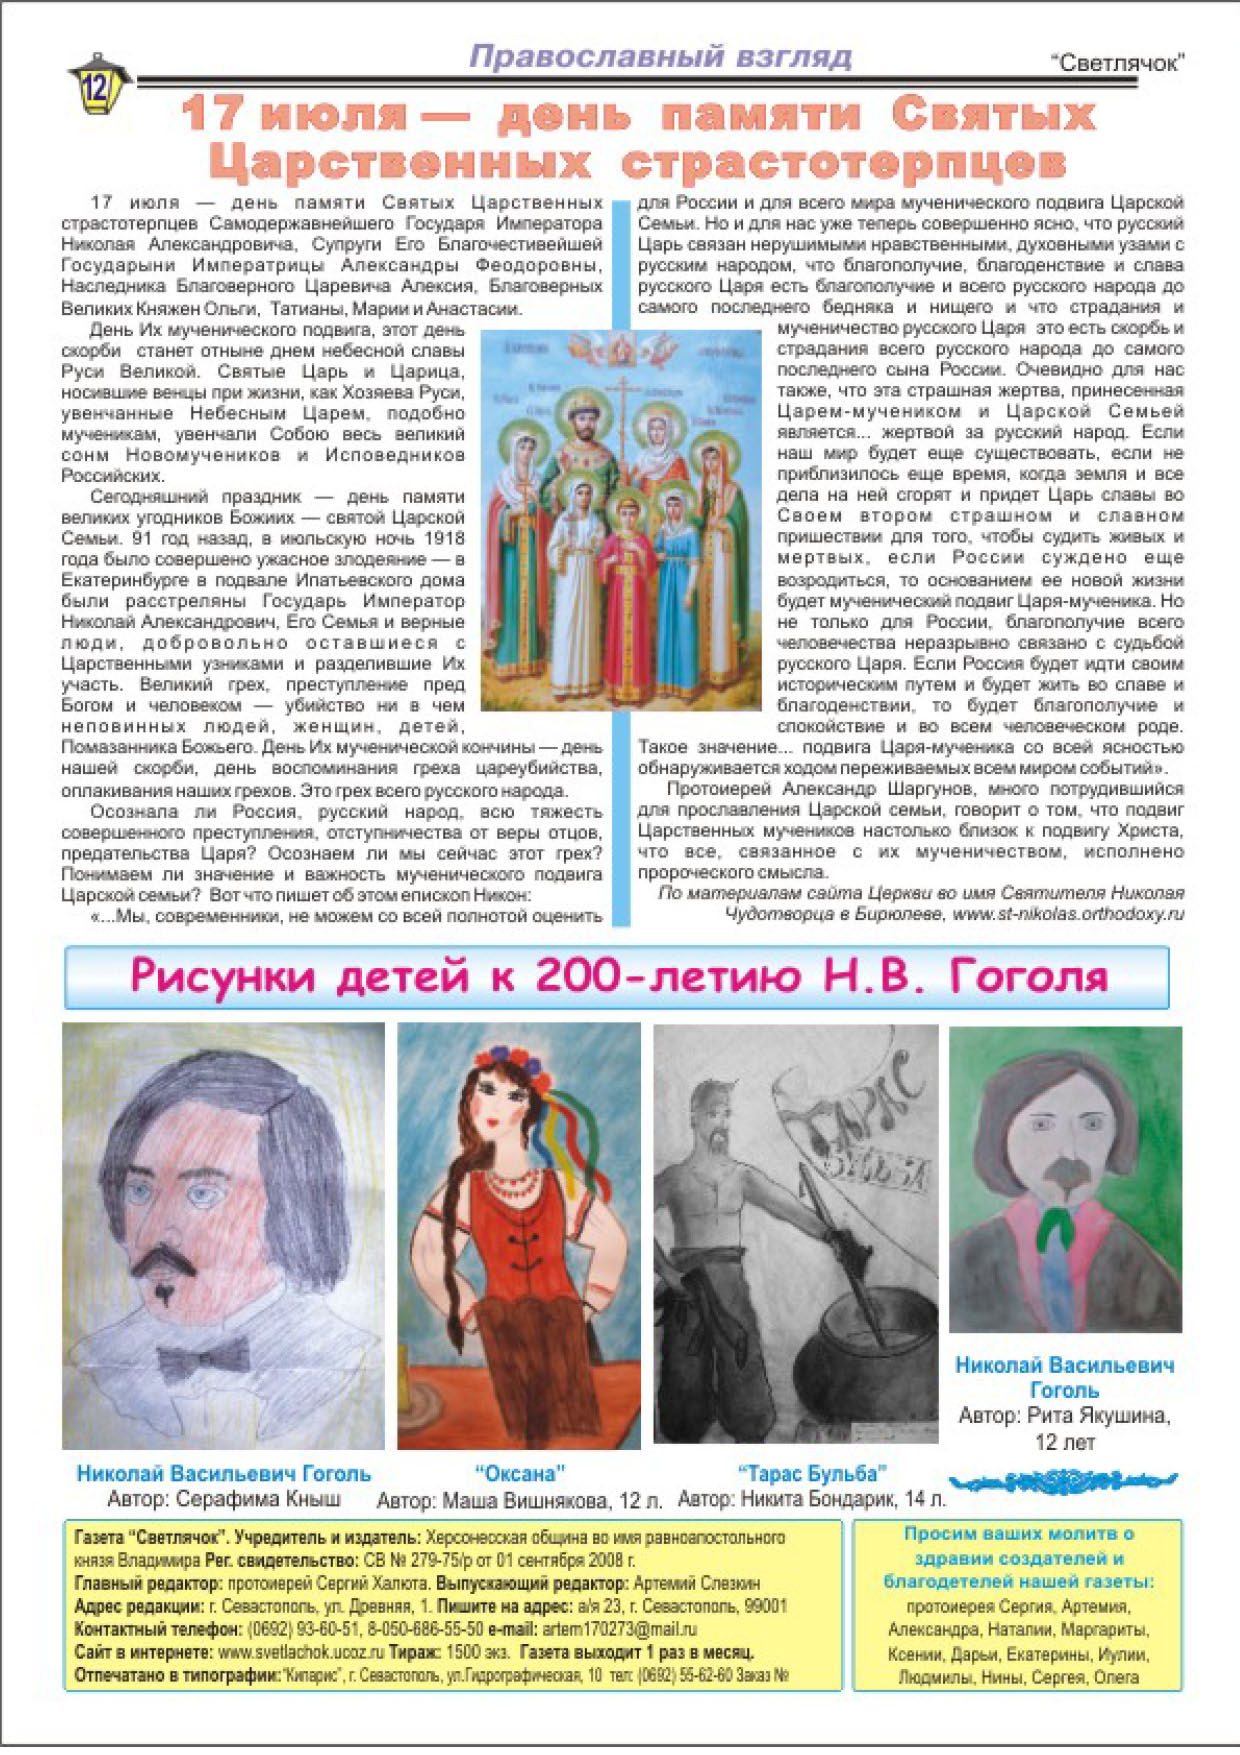 Православный взгляд
“Светлячок”
12
17 июля — день памяти Святых
Царственных страстотерпцев
17 июля — день памяти Святых Царственных
страстотерпцев Самодержавнейшего Государя Императора
Николая Александровича, Супруги Его Благочестивейшей
Государыни Императрицы Александры Феодоровны,
Наследника Благоверного Царевича Алексия, Благоверных
Великих Княжен Ольги, Татианы, Марии и Анастасии.
День Их мученического подвига, этот день
скорби станет отныне днем небесной славы
Руси Великой. Святые Царь и Царица,
носившие венцы при жизни, как Хозяева Руси,
увенчанные Небесным Царем, подобно
мученикам, увенчали Собою весь великий
сонм Новомучеников и Исповедников
Российских.
Сегодняшний праздник — день памяти
великих угодников Божиих — святой Царской
Семьи. 91 год назад, в июльскую ночь 1918
года было совершено ужасное злодеяние — в
Екатеринбурге в подвале Ипатьевского дома
были расстреляны Государь Император
Николай Александрович, Его Семья и верные
люди, добровольно оставшиеся с
Царственными узниками и разделившие Их
участь. Великий грех, преступление пред
Богом и человеком — убийство ни в чем
неповинных людей, женщин, детей,
Помазанника Божьего. День Их мученической кончины — день
нашей скорби, день воспоминания греха цареубийства,
оплакивания наших грехов. Это грех всего русского народа.
Осознала ли Россия, русский народ, всю тяжесть
совершенного преступления, отступничества от веры отцов,
предательства Царя? Осознаем ли мы сейчас этот грех?
Понимаем ли значение и важность мученического подвига
Царской семьи? Вот что пишет об этом епископ Никон:
«...Мы, современники, не можем со всей полнотой оценить
для России и для всего мира мученического подвига Царской
Семьи. Но и для нас уже теперь совершенно ясно, что русский
Царь связан нерушимыми нравственными, духовными узами с
русским народом, что благополучие, благоденствие и слава
русского Царя есть благополучие и всего русского народа до
самого последнего бедняка и нищего и что страдания и
мученичество русского Царя это есть скорбь и
страдания всего русского народа до самого
последнего сына России. Очевидно для нас
также, что эта страшная жертва, принесенная
Царем-мучеником и Царской Семьей
является... жертвой за русский народ. Если
наш мир будет еще существовать, если не
приблизилось еще время, когда земля и все
дела на ней сгорят и придет Царь славы во
Своем втором страшном и славном
пришествии для того, чтобы судить живых и
мертвых, если России суждено еще
возродиться, то основанием ее новой жизни
будет мученический подвиг Царя-мученика. Но
не только для России, благополучие всего
человечества неразрывно связано с судьбой
русского Царя. Если Россия будет идти своим
историческим путем и будет жить во славе и
благоденствии, то будет благополучие и
спокойствие и во всем человеческом роде.
Такое значение... подвига Царя-мученика со всей ясностью
обнаруживается ходом переживаемых всем миром событий».
Протоиерей Александр Шаргунов, много потрудившийся
для прославления Царской семьи, говорит о том, что подвиг
Царственных мучеников настолько близок к подвигу Христа,
что все, связанное с их мученичеством, исполнено
пророческого смысла.
По материалам сайта Церкви во имя Святителя Николая
Чудотворца в Бирюлеве, www.st-nikolas.orthodoxy.ru
Рисунки детей к 200-летию Н.В. Гоголя
ТАРАС
БУЛЬБА
Николай Васильевич Гоголь
Автор: Серафима Кныш
“Оксана”
Автор: Маша Вишнякова, 12 л.
“Тарас Бульба”
Автор: Никита Бондарик, 14 л.
Николай Васильевич
Гоголь
Автор: Рита Якушина,
12 лет
Газета “Светлячок”. Учредитель и издатель: Херсонесская община во имя равноапостольного
князя Владимира Рег. свидетельство: СВ № 279-75/р от 01 сентября 2008 г.
Главный редактор: протоиерей Сергий Халюта. Выпускающий редактор: Артемий Слезкин
Адрес редакции: г. Севастополь, ул. Древняя, 1. Пишите на адрес: а/я 23, г. Севастополь, 99001
Контактный телефон: (0692) 93-60-51, 8-050-686-55-50 e-mail: artem170273@mail.ru
Сайт в интернете: www.svetlachok.ucoz.ru Тираж: 1500 экз. Газета выходит 1 раз в месяц.
Отпечатано в типографии:“Кипарис”, г. Севастополь, ул.Гидрографическая, 10 тел: (0692) 55-62-60 Заказ №
Просим ваших молитв о
здравии создателей и
благодетелей нашей газеты:
протоиерея Сергия, Артемия,
Александра, Наталии, Маргариты,
Ксении, Дарьи, Екатерины, Иулии,
Людмилы, Нины, Сергея, Олега